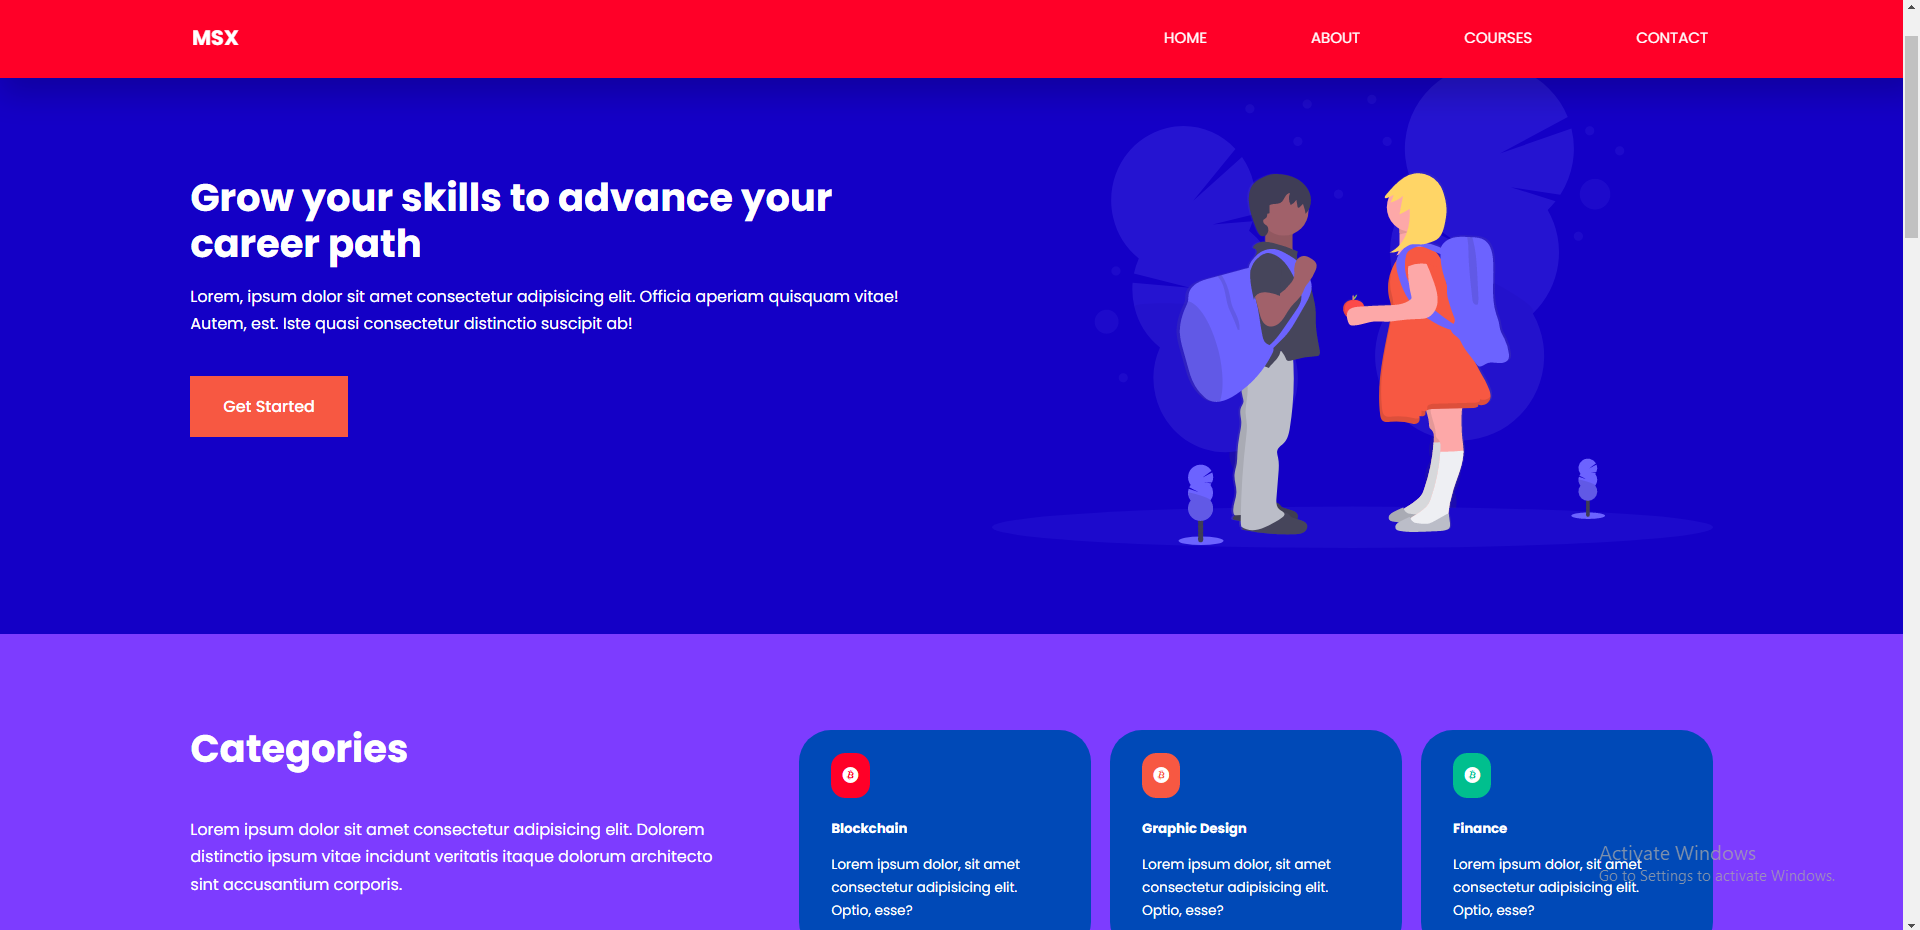 MSX
HOME
ABOUT
COURSES
CONTACT
Grow your skills to advance your
career path
Lorem, ipsum dolor sit amet consectetur adipisicing elit. Officia aperiam quisquam vitae!
Autem, est. Iste quasi consectetur distinctio suscipit ab!
Get Started
Categories
Lorem ipsum dolor sit amet consectetur adipisicing elit. Dolorem
distinctio ipsum vitae incidunt veritatis itaque dolorum architecto
sint accusantium corporis.
Blockchain
Lorem ipsum dolor, sit amet
consectetur adipisicing elit.
Optio, esse?
Graphic Design
Lorem ipsum dolor, sit amet
consectetur adipisicing elit.
Optio, esse?
Finance
Lorem ipsum dolor, sit amet
consectetur adipisicing elit.
Optio, esse?
Activate Windows
Go to Settings to activate Windows.